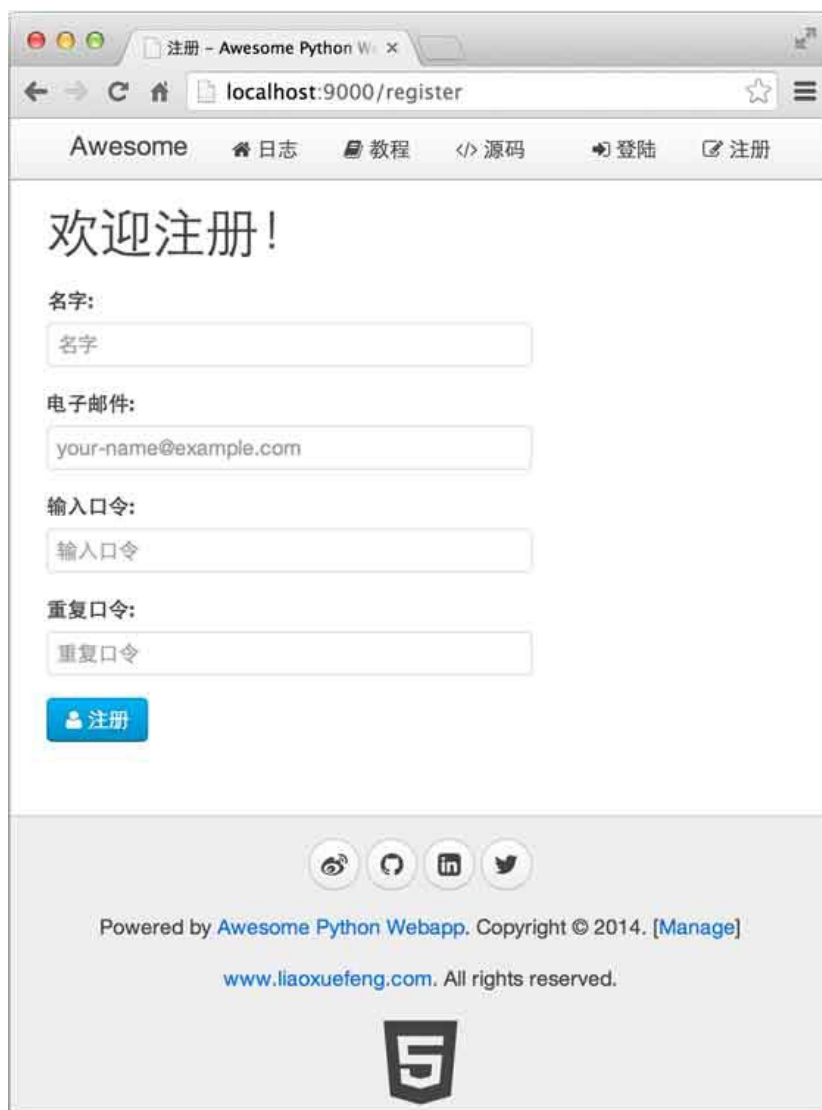 注册 - Awesome Python W
localhost:9000/register
Awesome 日志 教程 </> 源码 登陆 注册
欢迎注册!
名字:
名字
电子邮件:
your-name@example.com
输入口令:
输入口令
重复口令:
重复口令
注册
in
Powered by Awesome Python Webapp. Copyright © 2014. [Manage]
www.liaoxuefeng.com. All rights reserved.
5